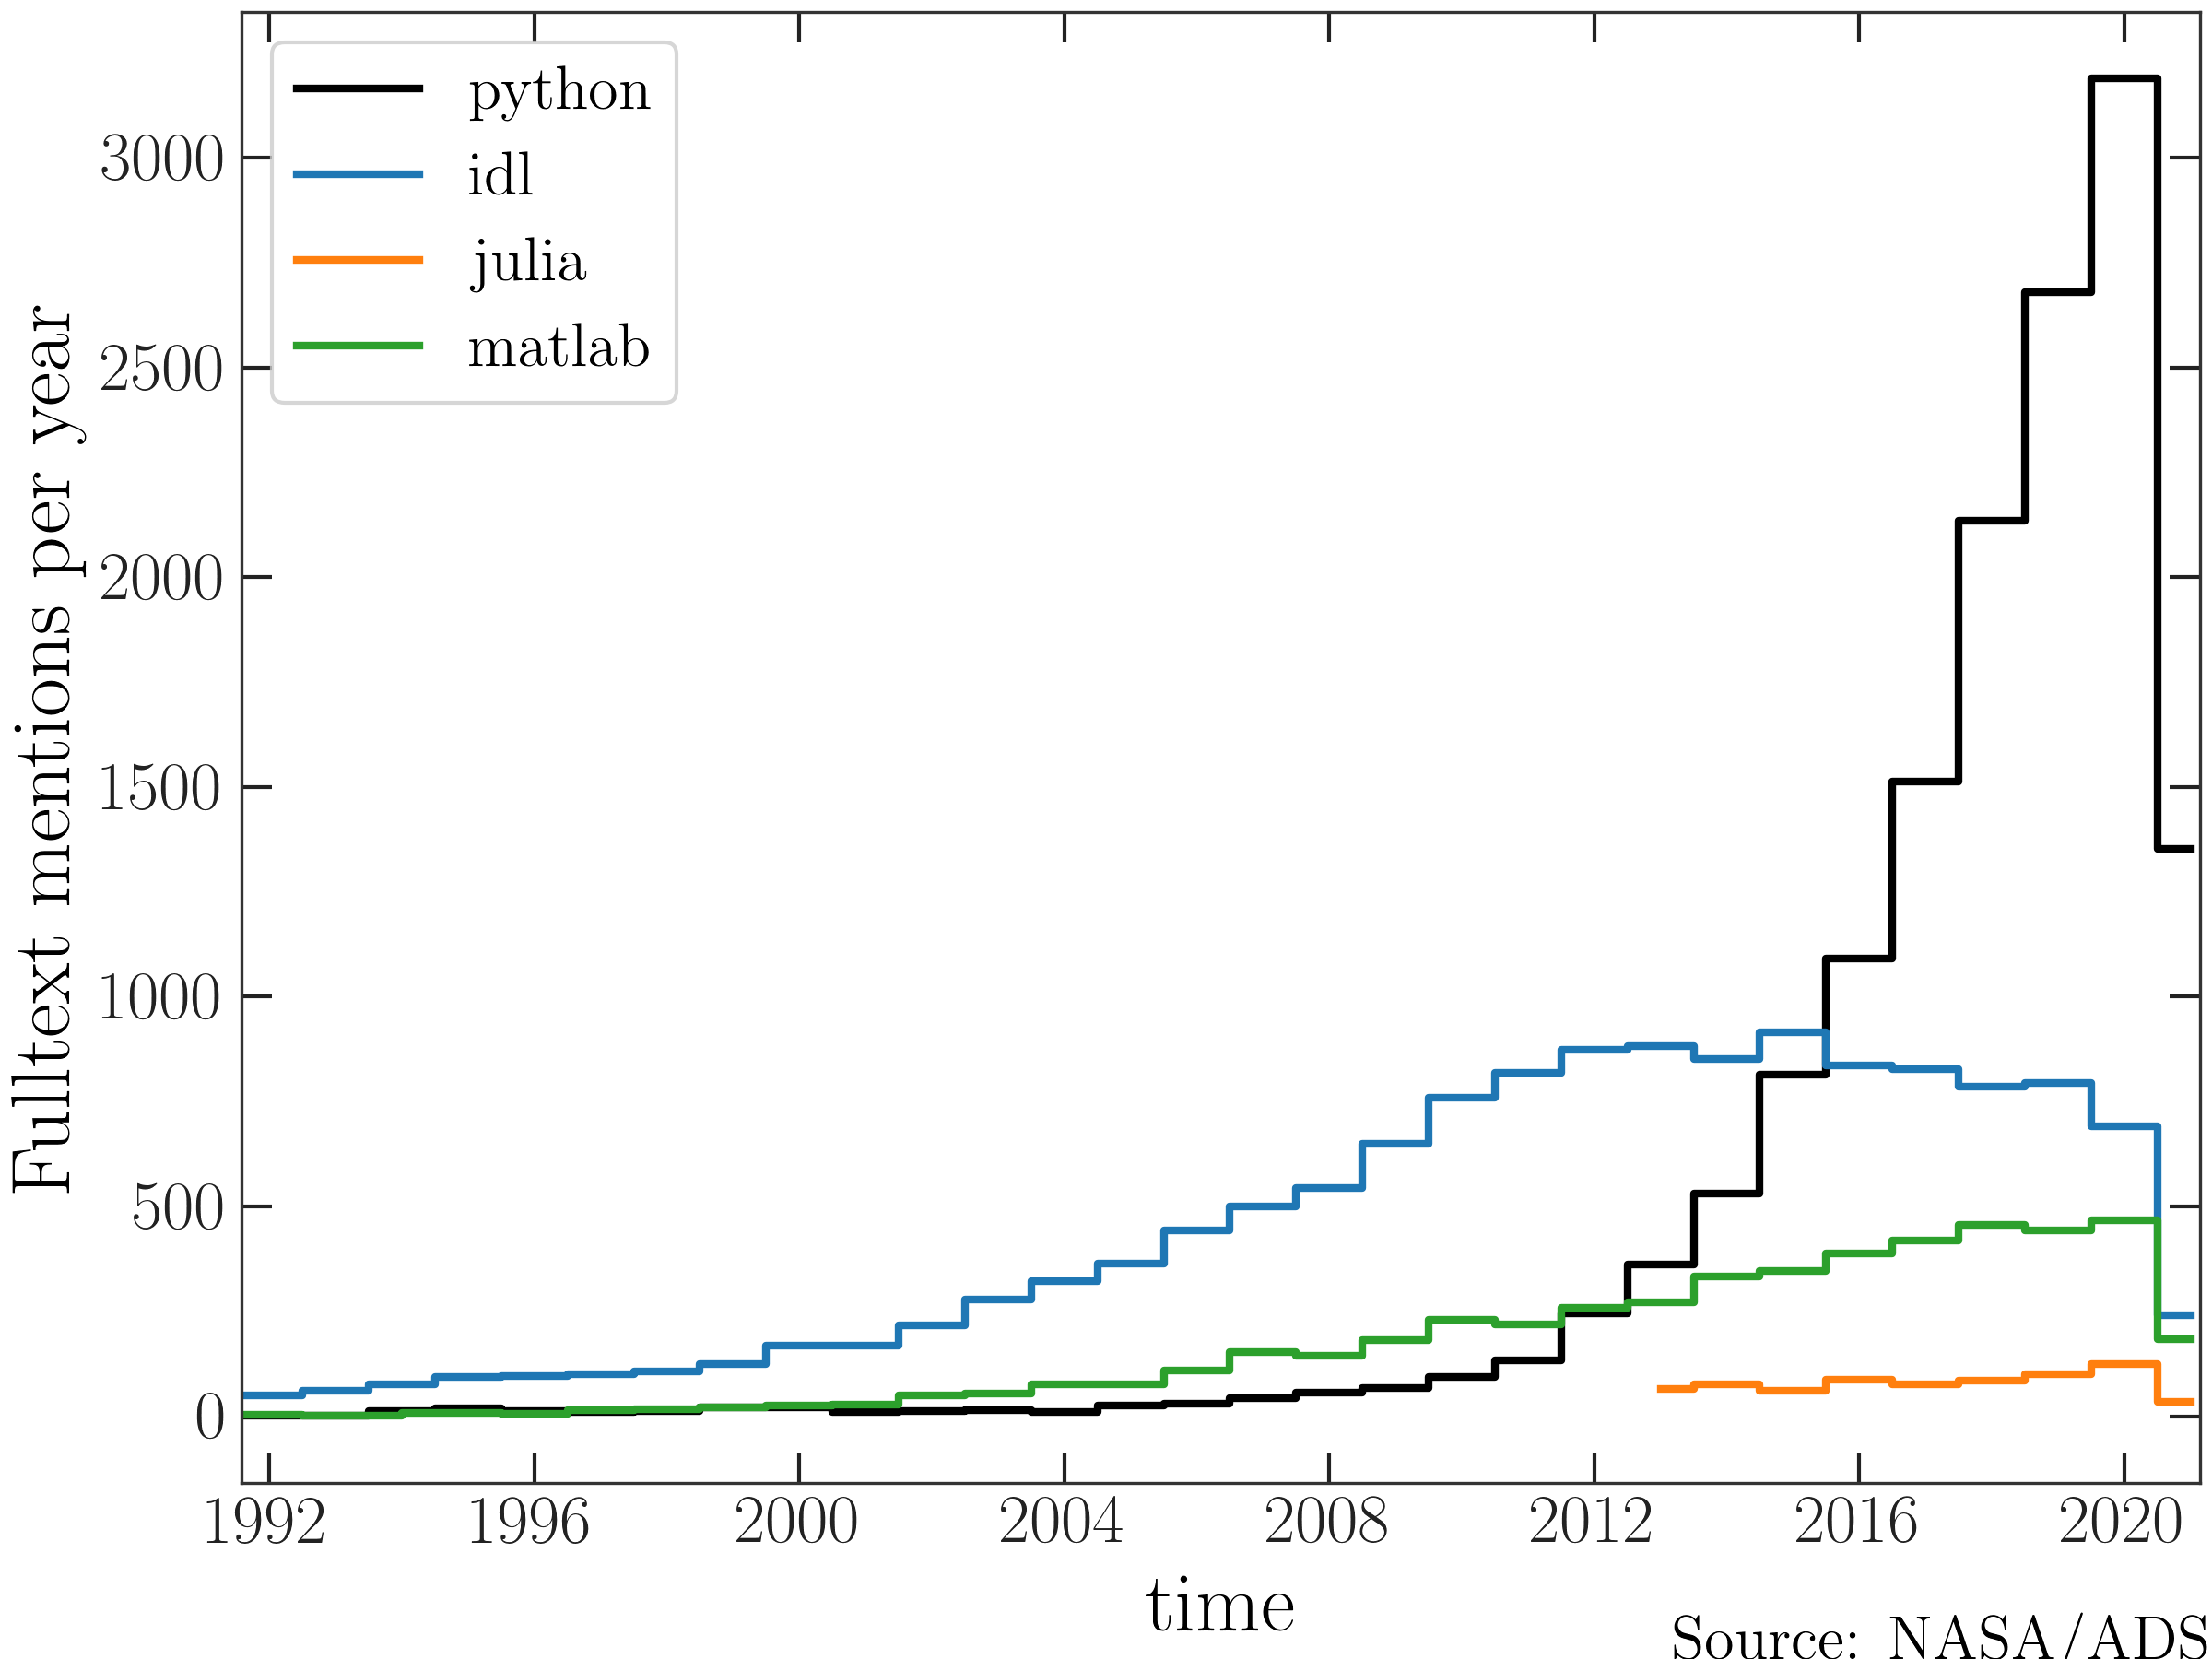 python
idl
julia
matlab
3000
2500
2000
1500
1000
500
0
Fulltext mentions per year
1992 1996 2000 2004 2008 2012 2016 2020
time
Source: NASA/ADS